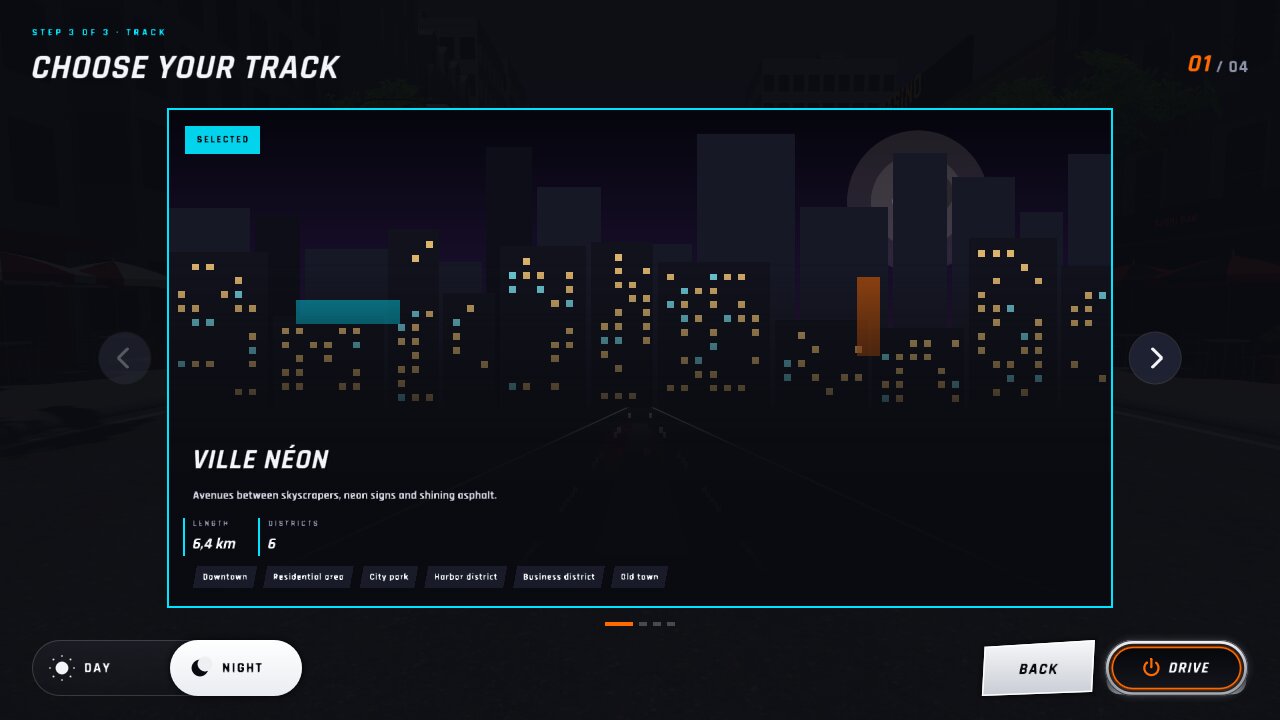 STEP 3 OF 3 · TRACK
CHOOSE YOUR TRACK
01 / 04
SELECTED
VILLE NÉON
Avenues between skyscrapers, neon signs and shining asphalt.
LENGTH
DISTRICTS
6,4 km
6
Downtown
Residential area
City park
Harbor district
Business district
Old town
DAY
NIGHT
BACK
DRIVE